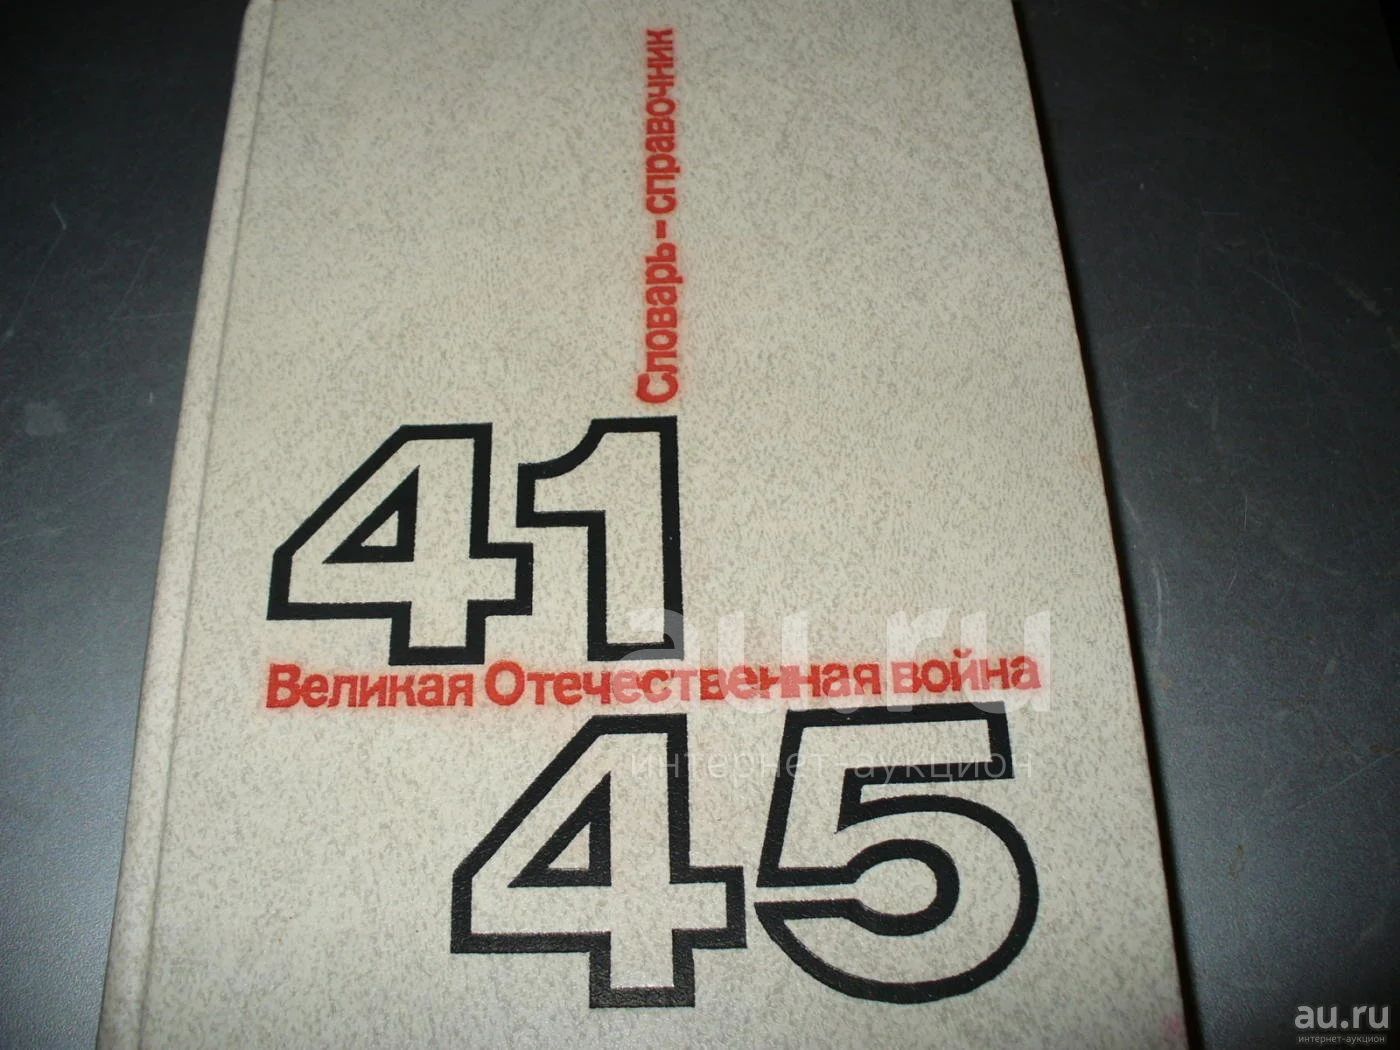 Словарь-справочник
41
Великая Отечественная война
45
au.ru
интернет-аукцион
au.ru
интернет-аукцион